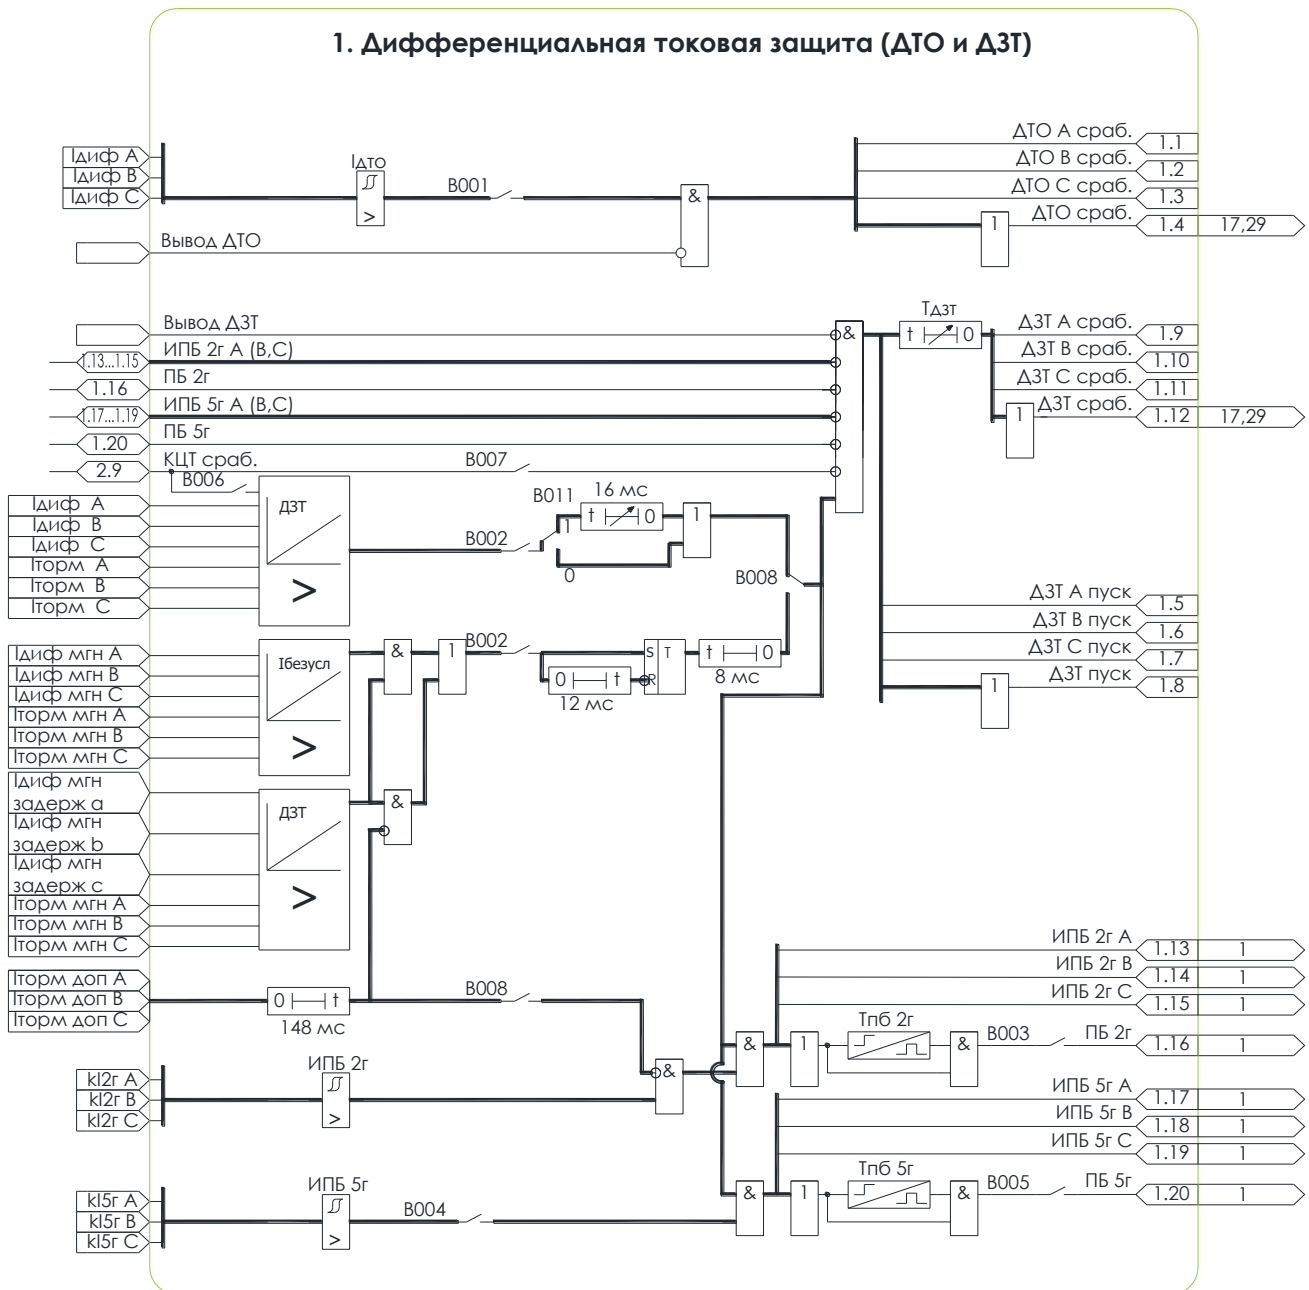 1. Дифференциальная токовая защита (ДТО и ДЗТ)
Iдиф A
Iдиф B
Iдиф C
Iдто
>
B001
&
Вывод ДТО
ДТО A сраб.
1.1
ДТО B сраб.
1.2
ДТО C сраб.
1.3
1
ДТО сраб.
1.4
17,29
Вывод ДЗТ
1.13...1.15
ИПБ 2г A (B,C)
1.16
ПБ 2г
1.17...1.19
ИПБ 5г A (B,C)
1.20
ПБ 5г
2.9
КЦТ сраб.
B007
B006
&
Tдзт
t
0
ДЗТ A сраб.
1.9
ДЗТ B сраб.
1.10
ДЗТ C сраб.
1.11
1
ДЗТ сраб.
1.12
17,29
Iдиф A
Iдиф B
Iдиф C
Iторм A
Iторм B
Iторм C
ДЗТ
>
B002
B011
1
0
16 мс
t
0
1
B008
ДЗТ A пуск
1.5
ДЗТ B пуск
1.6
ДЗТ C пуск
1.7
1
ДЗТ пуск
1.8
Iдиф мгн A
Iдиф мгн B
Iдиф мгн C
Iторм мгн A
Iторм мгн B
Iторм мгн C
Iбезусл
>
&
1
B002
0
t
12 мс
S
T
R
t
0
8 мс
Iдиф мгн
задерж a
Iдиф мгн
задерж b
Iдиф мгн
задерж c
Iторм мгн A
Iторм мгн B
Iторм мгн C
ДЗТ
>
&
Iторм доп A
Iторм доп B
Iторм доп C
0
t
148 мс
B008
ИПБ 2г A
1.13
1
ИПБ 2г B
1.14
1
ИПБ 2г C
1.15
1
kI2г A
kI2г B
kI2г C
ИПБ 2г
>
&
&
1
Tпб 2г
&
B003
ПБ 2г
1.16
1
ИПБ 5г A
1.17
1
ИПБ 5г B
1.18
1
ИПБ 5г C
1.19
1
kI5г A
kI5г B
kI5г C
ИПБ 5г
>
B004
&
1
Tпб 5г
&
B005
ПБ 5г
1.20
1